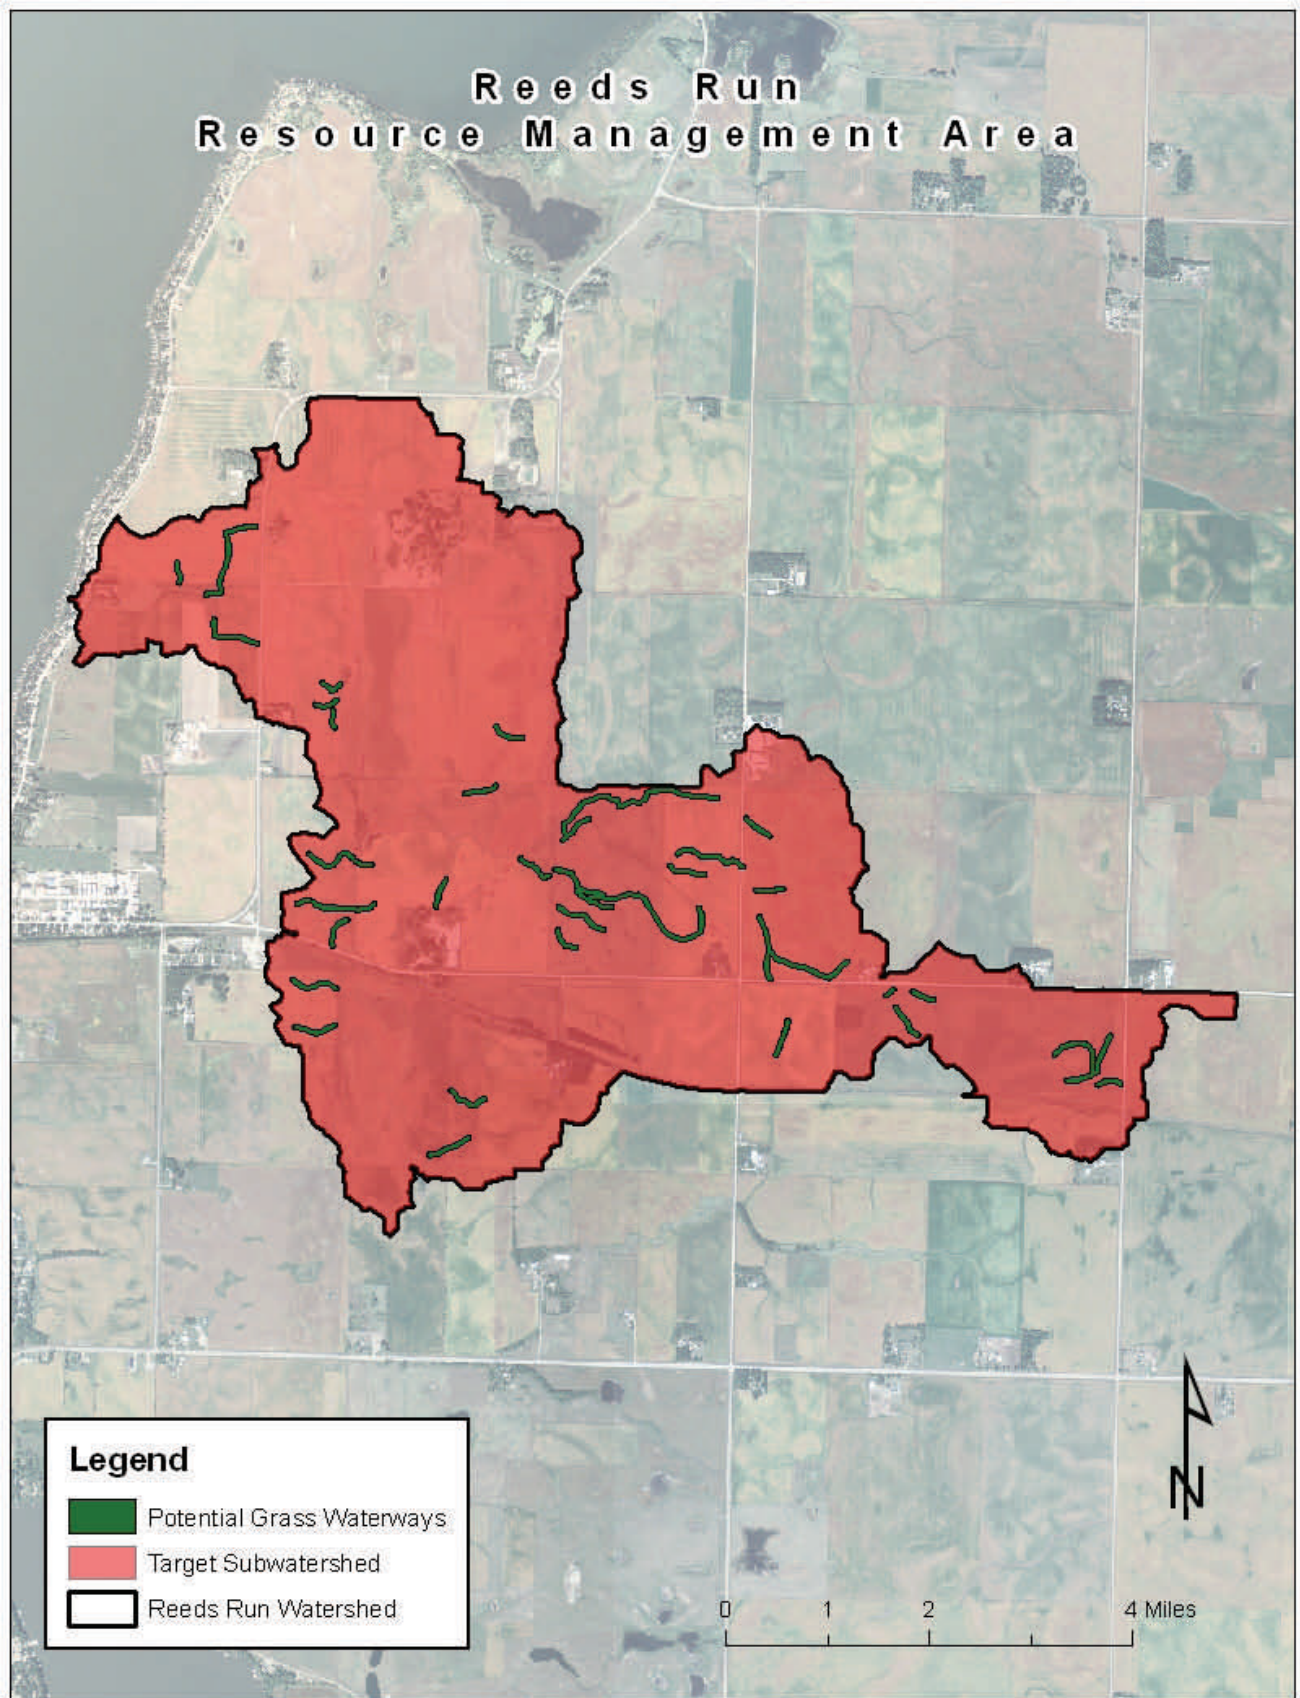 Reeds Run
Resource Management Area
Legend
Potential Grass Waterways
Target Subwatershed
Reeds Run Watershed
N
0 1 2 4 Miles